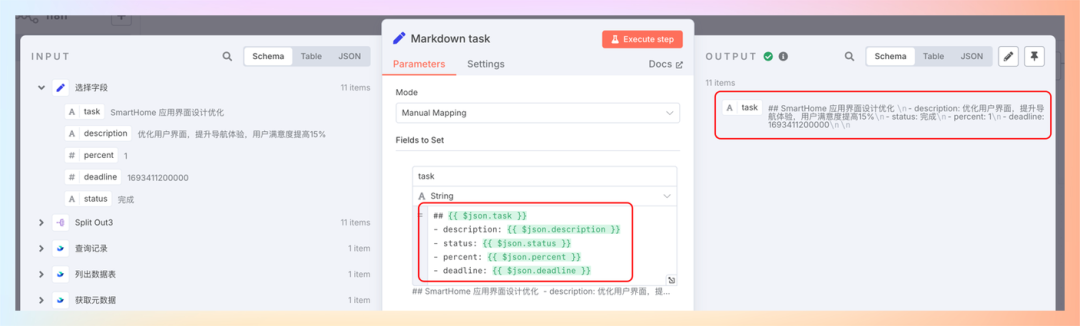 Markdown task
Execute step
INPUT
Schema
Table
JSON
选择字段
11 items
A task SmartHome 应用界面设计优化
A description 优化用户界面，提升导航体验，用户满意度提高15%
# percent 1
# deadline 1693411200000
A status 完成
Split Out3
11 items
查询记录
1 item
列出数据表
1 item
获取元数据
1 item
Parameters
Settings
Docs
Mode
Manual Mapping
Fields to Set
task
A String
= ## {{ $json.task }}
- description: {{ $json.description }}
- status: {{ $json.status }}
- percent: {{ $json.percent }}
- deadline: {{ $json.deadline }}
## SmartHome 应用界面设计优化 - description: 优化用户界面，提...
OUTPUT
Schema
Table
JSON
11 items
A task ## SmartHome 应用界面设计优化 \n - description: 优化用户界面，提升导
航体验，用户满意度提高15%\n - status: 完成\n - percent: 1\n - deadline:
1693411200000\n \n